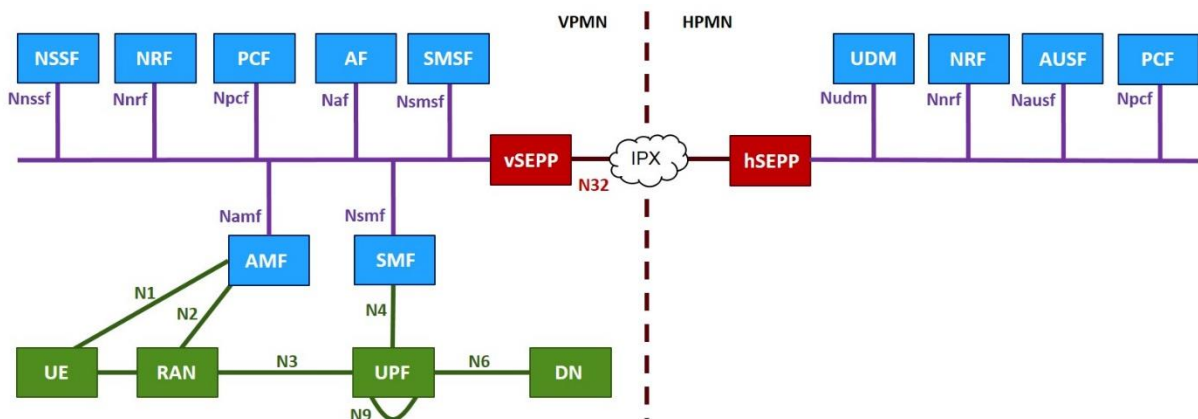 VPMN
HPMN
NSSF
NRF
PCF
AF
SMSF
UDM
NRF
AUSF
PCF
Nnssf
Nnrf
Npcf
Naf
Nsmsf
Nudm
Nnrf
Nausf
Npcf
vSEPP
IPX
hSEPP
N32
Namf
Nsmf
AMF
SMF
N1
N2
N4
UE
RAN
N3
UPF
N6
DN
N9